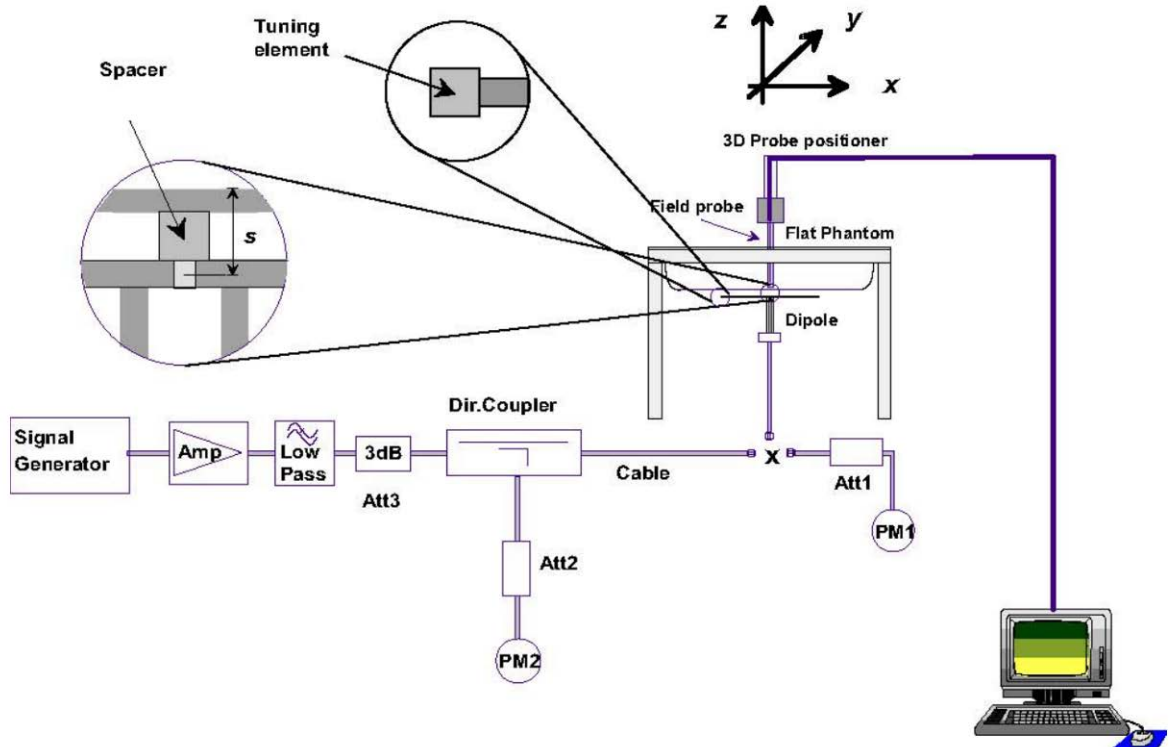 Tuning
element
Spacer
z
y
x
3D Probe positioner
Field probe
Flat Phantom
s
Dipole
Dir.Coupler
Signal
Generator
Amp
Low
Pass
3dB
Att3
Cable
x
Att1
PM1
Att2
PM2